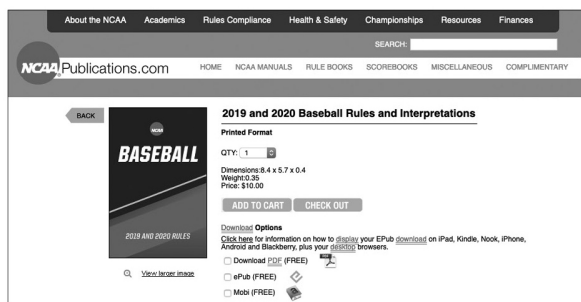 About the NCAA Academics Rules Compliance Health & Safety Championships Resources Finances
SEARCH:
NCAA Publications.com
HOME NCAA MANUALS RULE BOOKS SCOREBOOKS MISCELLANEOUS COMPLIMENTARY
BACK
2019 and 2020 Baseball Rules and Interpretations
Printed Format
NCAA
BASEBALL
QTY: 1
Dimensions:8.4 x 5.7 x 0.4
Weight:0.35
Price: $10.00
ADD TO CART CHECK OUT
2019 AND 2020 RULES
Download Options
Click here for information on how to display your EPub download on iPad, Kindle, Nook, iPhone,
Android and Blackberry, plus your desktop browsers.
View larger image
Download PDF (FREE)
ePub (FREE)
Mobi (FREE)